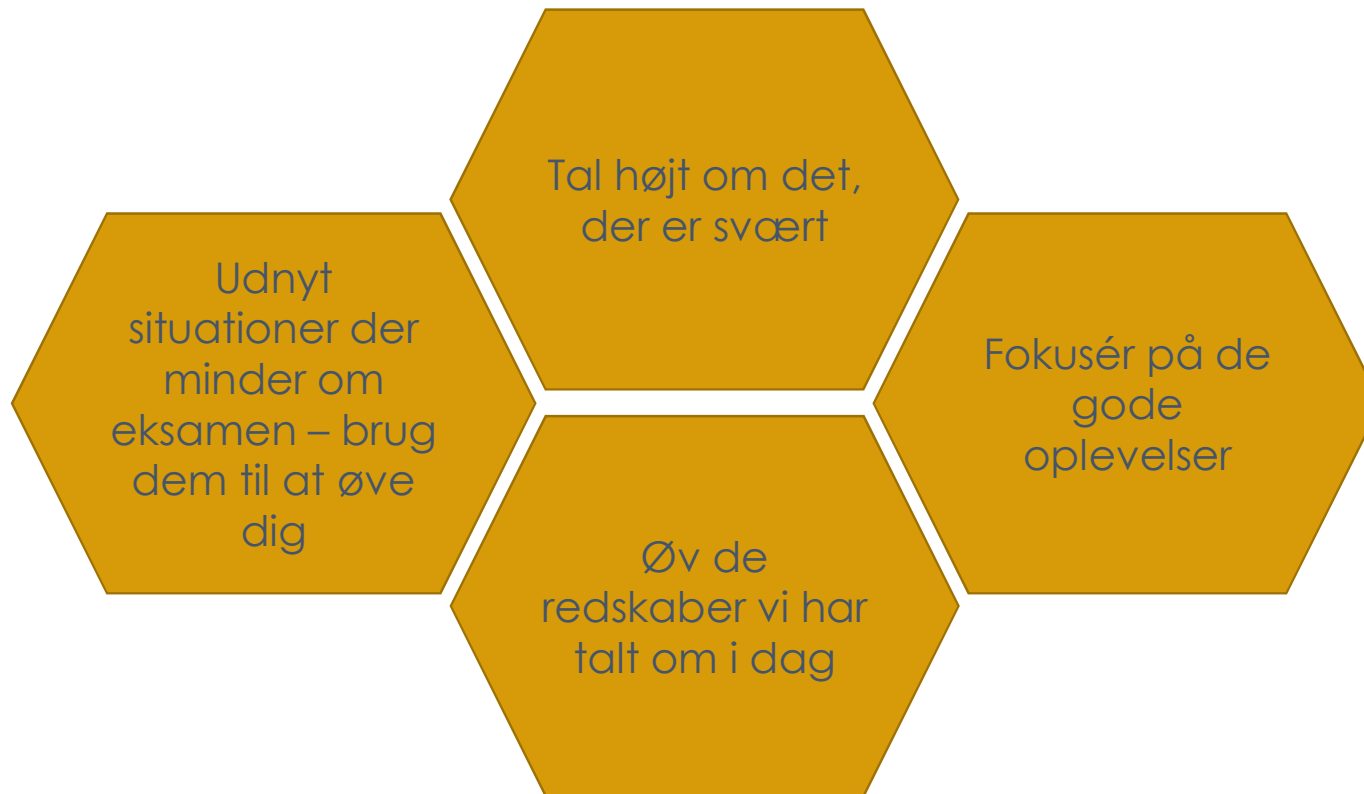 Tal højt om det,
der er svært
Udnyt
situationer der
minder om
eksamen – brug
dem til at øve
dig
Fokusér på de
gode
oplevelser
Øv de
redskaber vi har
talt om i dag